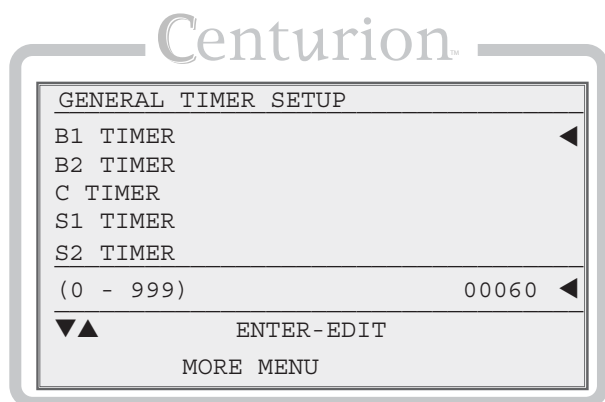 Centurion™
GENERAL TIMER SETUP
B1 TIMER ◀
B2 TIMER
C TIMER
S1 TIMER
S2 TIMER
(0 - 999) 00060 ◀
▼▲ ENTER-EDIT
MORE MENU